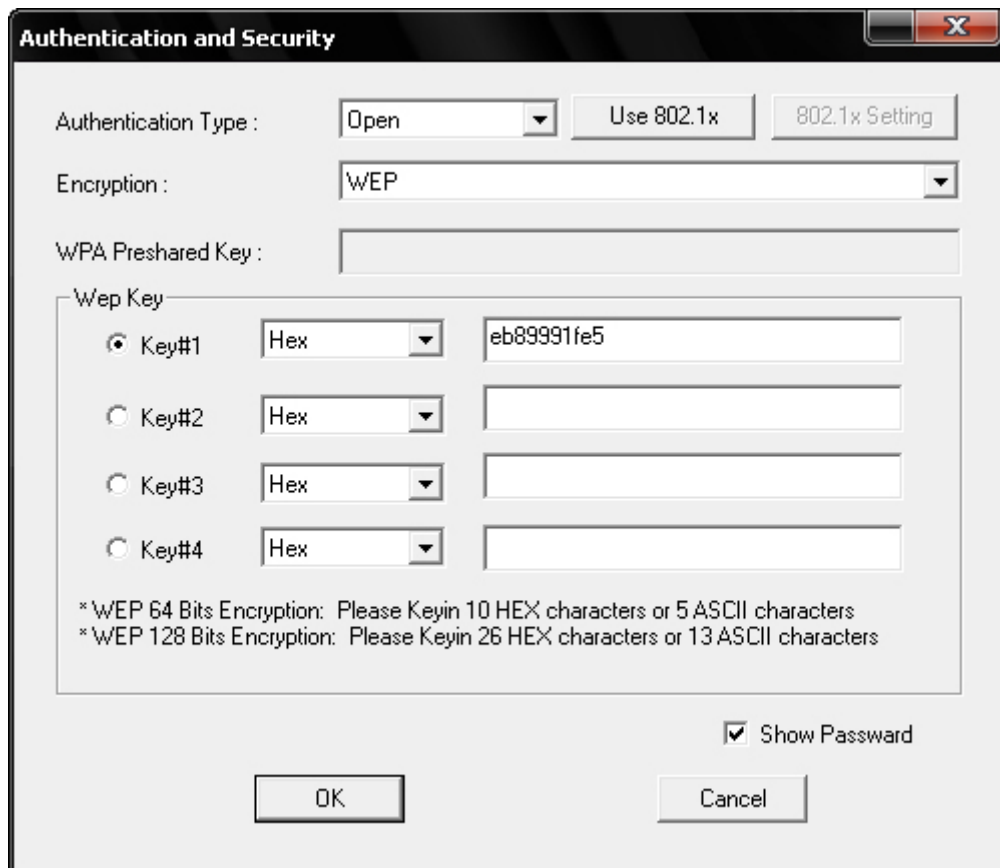 Authentication and Security
Authentication Type : Open Use 802.1x 802.1x Setting
Encryption : WEP
WPA Preshared Key :
Wep Key
Key#1 Hex eb89991fe5
Key#2 Hex
Key#3 Hex
Key#4 Hex
* WEP 64 Bits Encryption: Please Keyin 10 HEX characters or 5 ASCII characters
* WEP 128 Bits Encryption: Please Keyin 26 HEX characters or 13 ASCII characters
Show Passward
OK Cancel